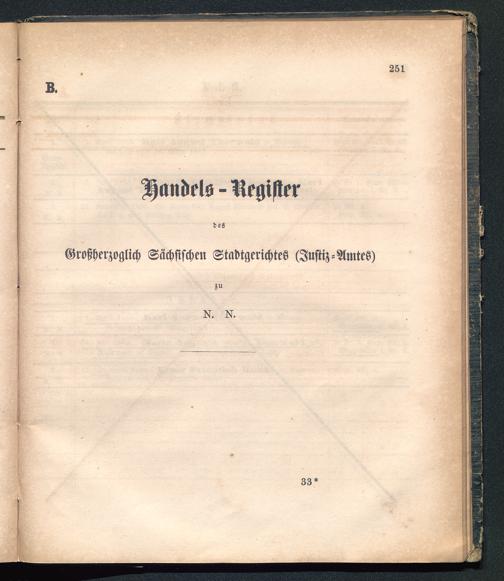 251
B.
Handels-Register
des
Großherzoglich Sächsischen Stadtgerichtes (Justiz-Amtes)
zu
N. N.
33*